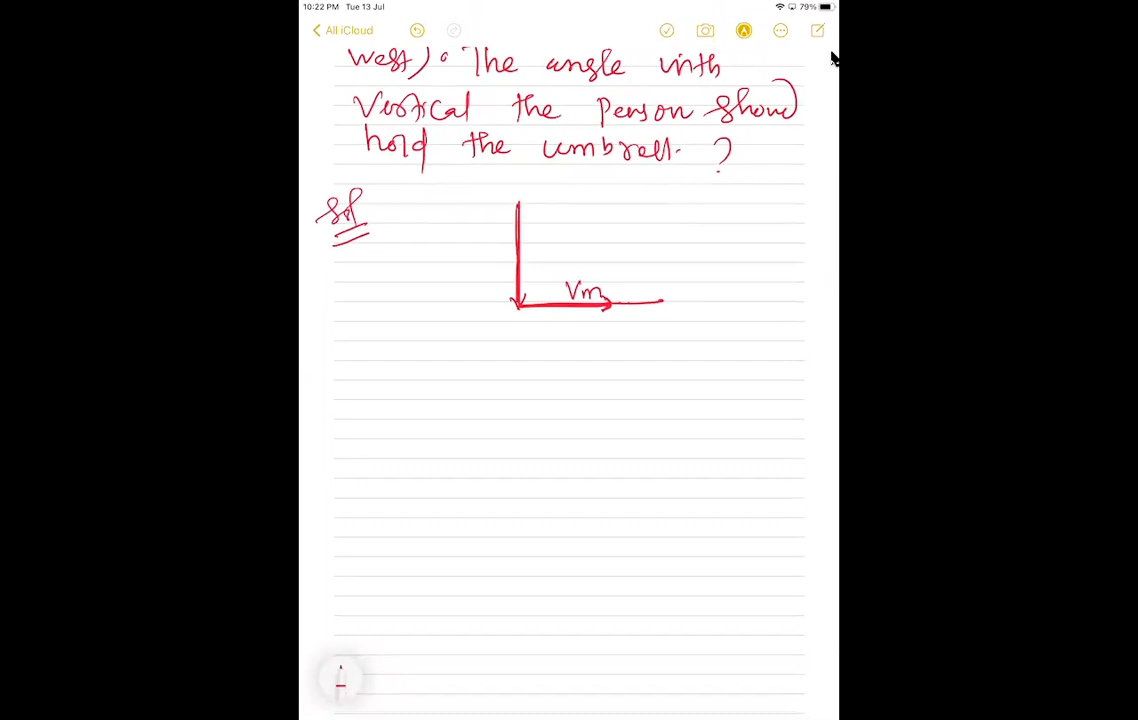 10:22 PM Tue 13 Jul
79%
All iCloud
west). The angle with
Vertical the Person Should
hold the umbrell. ?
Sol
Vm